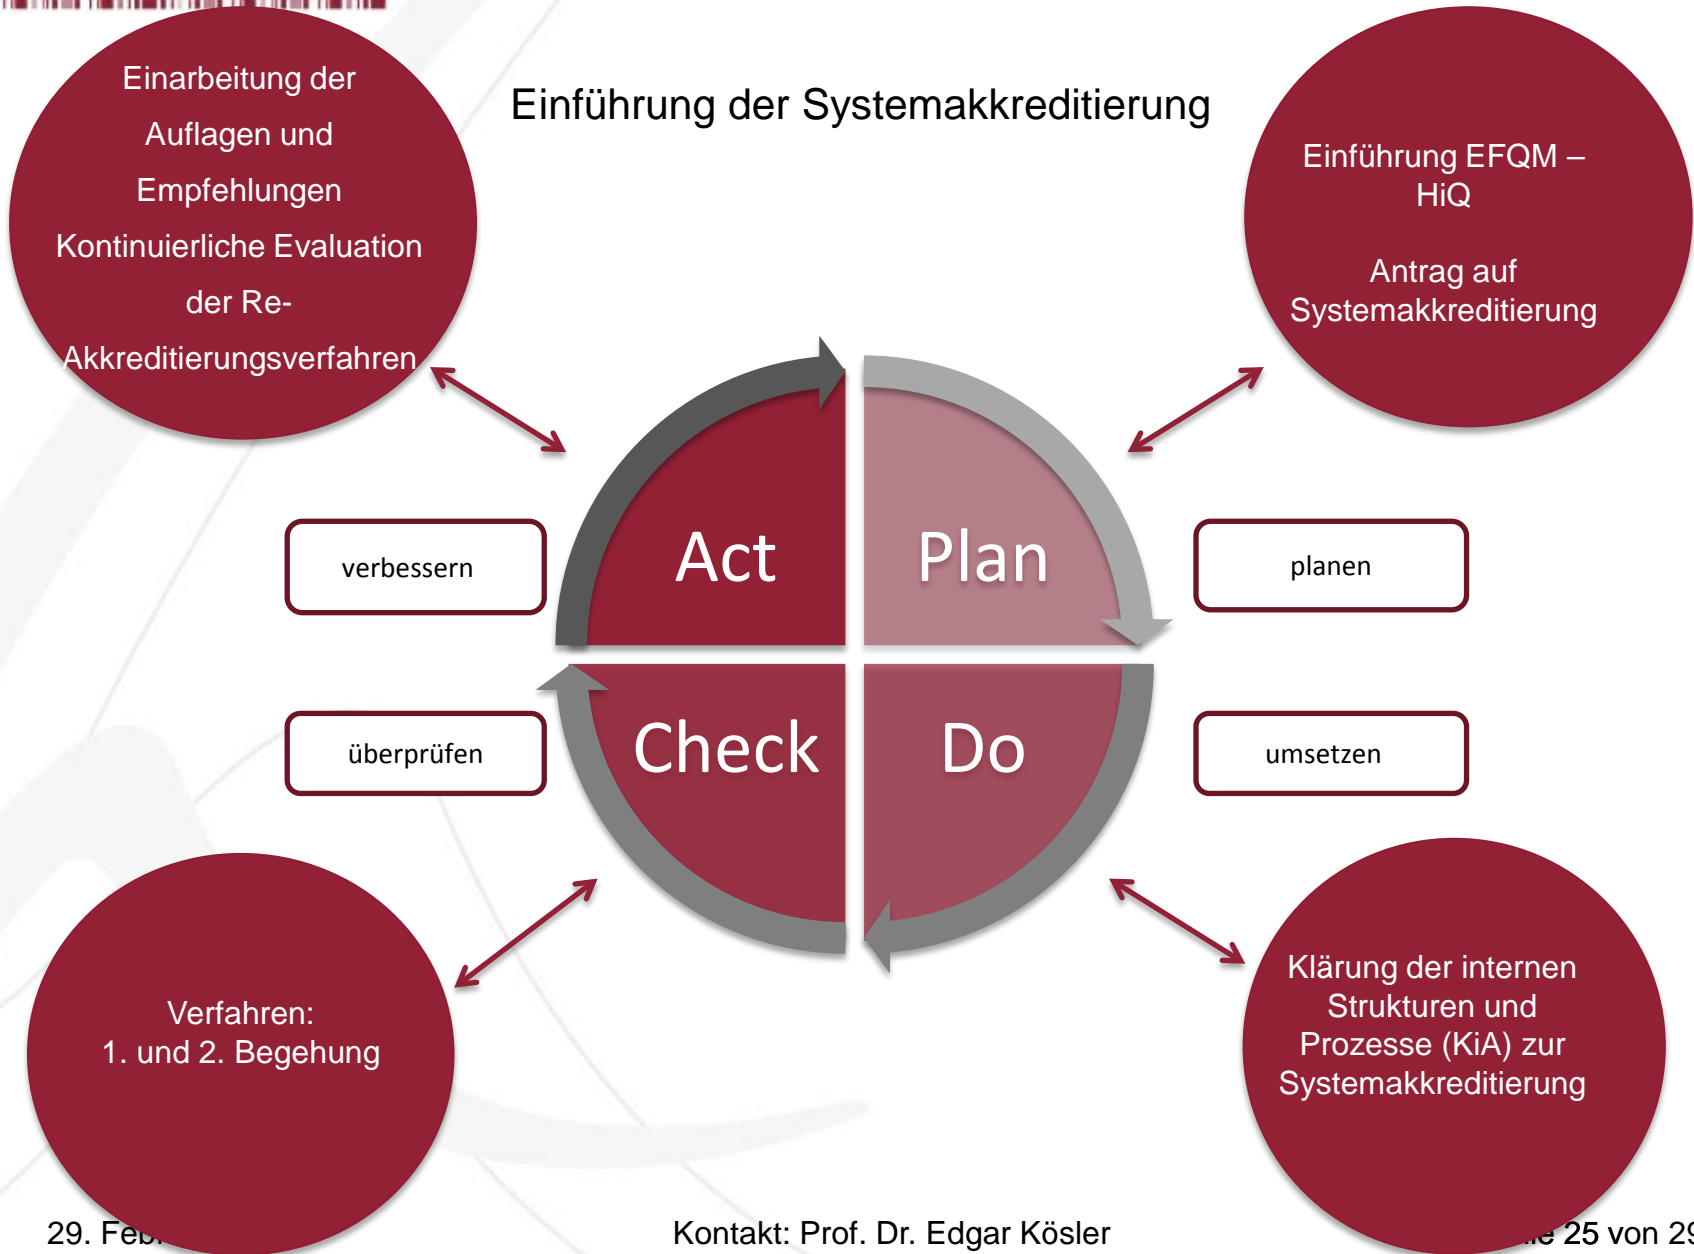 Einführung der Systemakkreditierung
Einarbeitung der
Auflagen und
Empfehlungen
Kontinuierliche Evaluation
der Re-
Akkreditierungsverfahren
Einführung EFQM –
HiQ
Antrag auf
Systemakkreditierung
Act
Plan
verbessern
planen
Check
Do
überprüfen
umsetzen
Verfahren:
1. und 2. Begehung
Klärung der internen
Strukturen und
Prozesse (KiA) zur
Systemakkreditierung
29.
Kontakt: Prof. Dr. Edgar Kösler
25 von 29